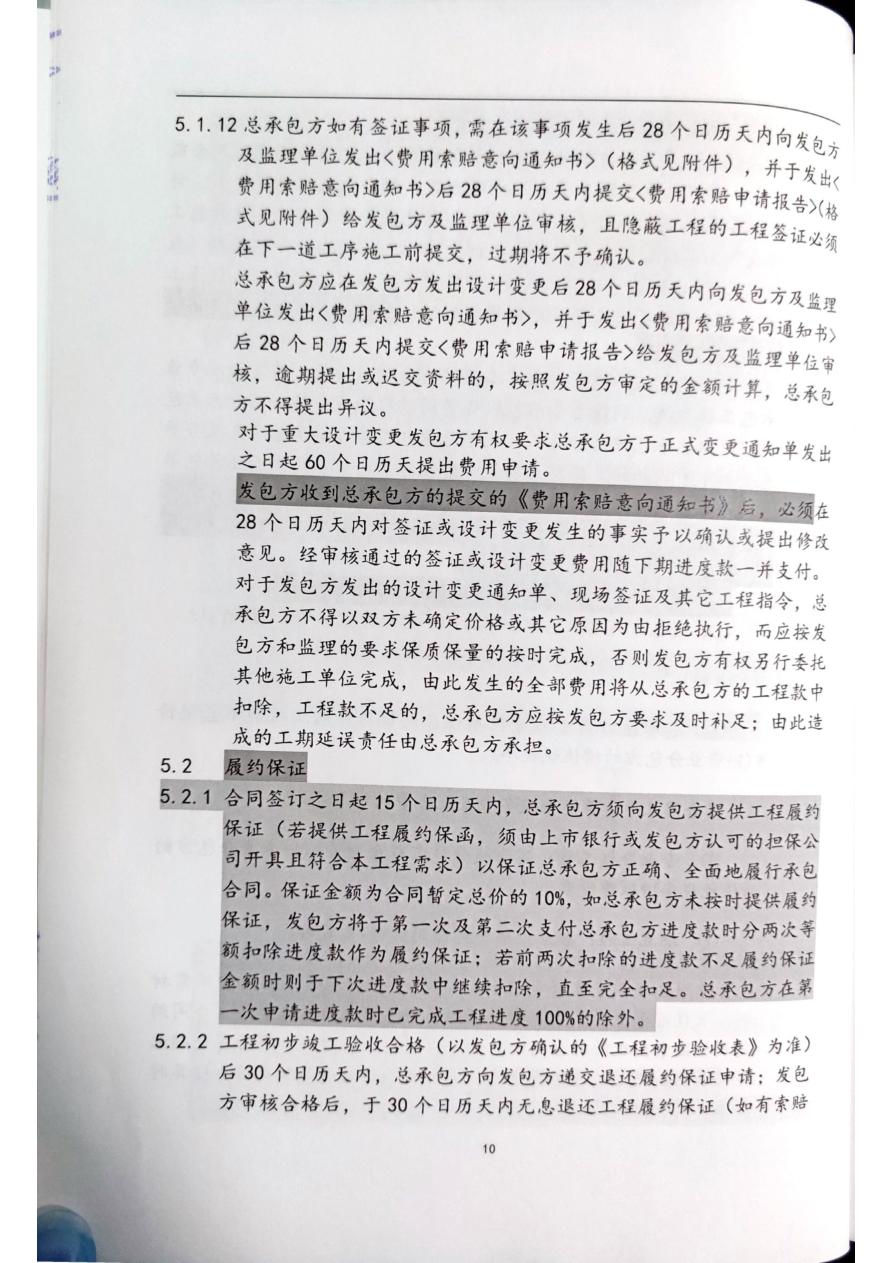 5.1.12 总承包方如有签证事项，需在该事项发生后 28 个日历天内向发包方
及监理单位发出<费用索赔意向通知书>（格式见附件），并于发出<
费用索赔意向通知书>后 28 个日历天内提交<费用索赔申请报告>(格
式见附件）给发包方及监理单位审核，且隐蔽工程的工程签证必须
在下一道工序施工前提交，过期将不予确认。
总承包方应在发包方发出设计变更后 28 个日历天内向发包方及监理
单位发出<费用索赔意向通知书>，并于发出<费用索赔意向通知书>
后 28 个日历天内提交<费用索赔申请报告>给发包方及监理单位审
核，逾期提出或迟交资料的，按照发包方审定的金额计算，总承包
方不得提出异议。
对于重大设计变更发包方有权要求总承包方于正式变更通知单发出
之日起 60 个日历天提出费用申请。
发包方收到总承包方的提交的《费用索赔意向通知书》后，必须在
28 个日历天内对签证或设计变更发生的事实予以确认或提出修改
意见。经审核通过的签证或设计变更费用随下期进度款一并支付。
对于发包方发出的设计变更通知单、现场签证及其它工程指令，总
承包方不得以双方未确定价格或其它原因为由拒绝执行，而应按发
包方和监理的要求保质保量的按时完成，否则发包方有权另行委托
其他施工单位完成，由此发生的全部费用将从总承包方的工程款中
扣除，工程款不足的，总承包方应按发包方要求及时补足；由此造
成的工期延误责任由总承包方承担。
5.2 履约保证
5.2.1 合同签订之日起 15 个日历天内，总承包方须向发包方提供工程履约
保证（若提供工程履约保函，须由上市银行或发包方认可的担保公
司开具且符合本工程需求）以保证总承包方正确、全面地履行承包
合同。保证金额为合同暂定总价的 10%，如总承包方未按时提供履约
保证，发包方将于第一次及第二次支付总承包方进度款时分两次等
额扣除进度款作为履约保证；若前两次扣除的进度款不足履约保证
金额时则于下次进度款中继续扣除，直至完全扣足。总承包方在第
一次申请进度款时已完成工程进度 100%的除外。
5.2.2 工程初步竣工验收合格（以发包方确认的《工程初步验收表》为准）
后 30 个日历天内，总承包方向发包方递交退还履约保证申请；发包
方审核合格后，于 30 个日历天内无息退还工程履约保证（如有索赔
10